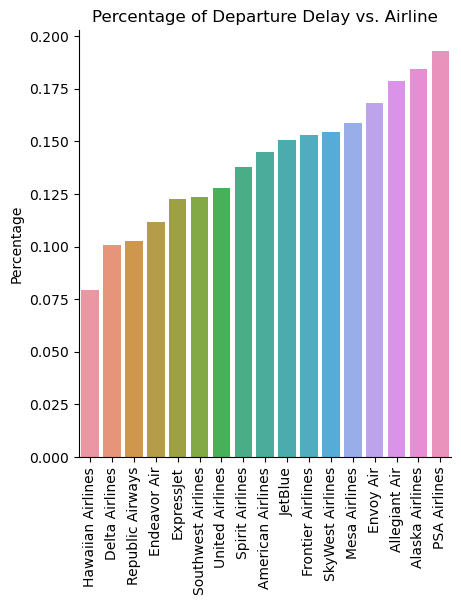 Percentage of Departure Delay vs. Airline
0.200
0.175
0.150
0.125
0.100
0.075
0.050
0.025
0.000
Percentage
Hawaiian Airlines
Delta Airlines
Republic Airways
Endeavor Air
ExpressJet
Southwest Airlines
United Airlines
Spirit Airlines
American Airlines
JetBlue
Frontier Airlines
SkyWest Airlines
Mesa Airlines
Envoy Air
Allegiant Air
Alaska Airlines
PSA Airlines